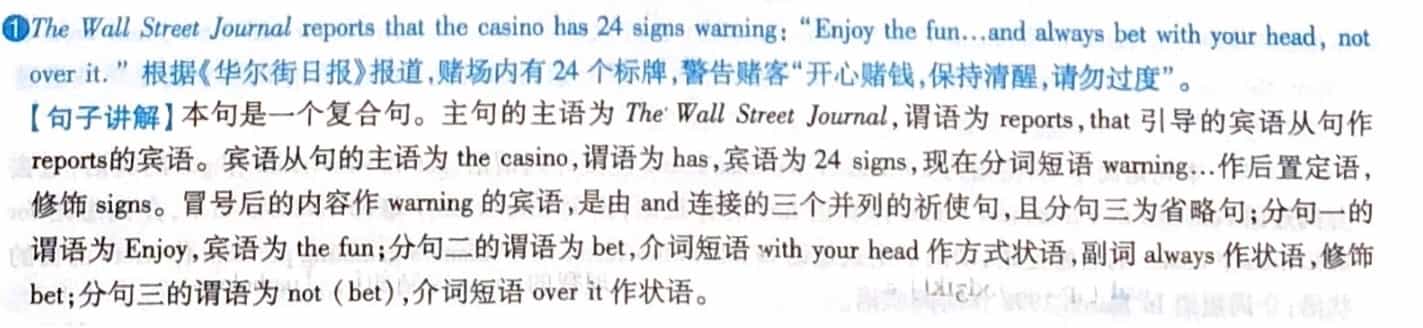 ❶The Wall Street Journal reports that the casino has 24 signs warning: “Enjoy the fun…and always bet with your head, not
over it.” 根据《华尔街日报》报道,赌场内有 24 个标牌,警告赌客“开心赌钱,保持清醒,请勿过度”。
【句子讲解】本句是一个复合句。主句的主语为 The Wall Street Journal,谓语为 reports,that 引导的宾语从句作
reports的宾语。宾语从句的主语为 the casino,谓语为 has,宾语为 24 signs,现在分词短语 warning…作后置定语,
修饰 signs。冒号后的内容作 warning 的宾语,是由 and 连接的三个并列的祈使句,且分句三为省略句;分句一的
谓语为 Enjoy,宾语为 the fun;分句二的谓语为 bet,介词短语 with your head 作方式状语,副词 always 作状语,修饰
bet;分句三的谓语为 not (bet),介词短语 over it 作状语。